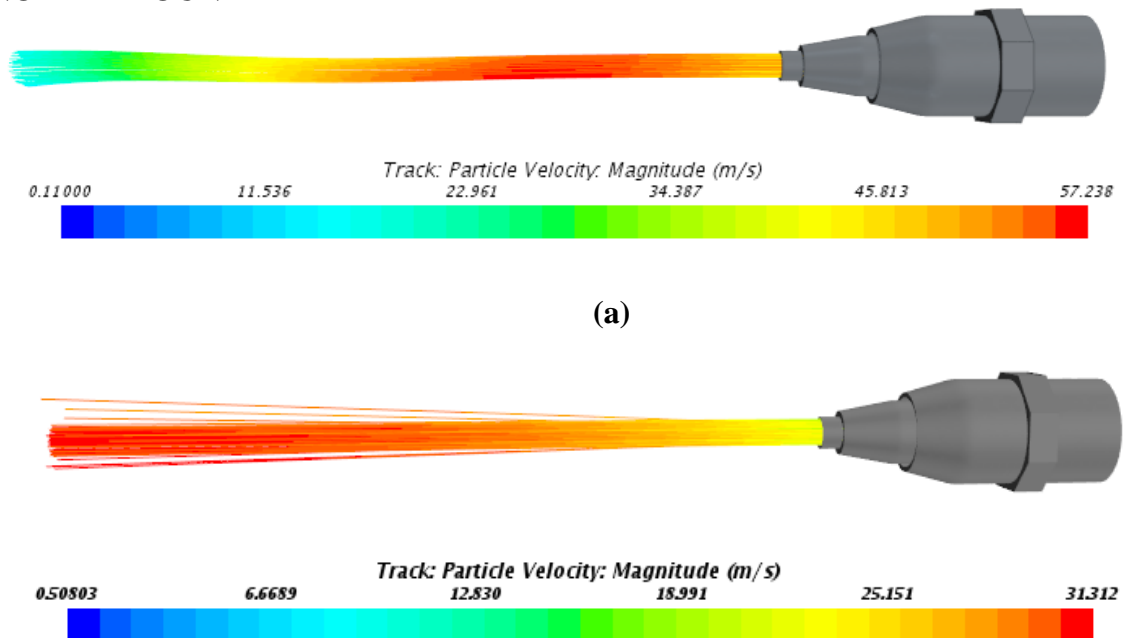 Track: Particle Velocity: Magnitude (m/s)
0.11000 11.536 22.961 34.387 45.813 57.238
(a)
Track: Particle Velocity: Magnitude (m/s)
0.50803 6.6689 12.830 18.991 25.151 31.312